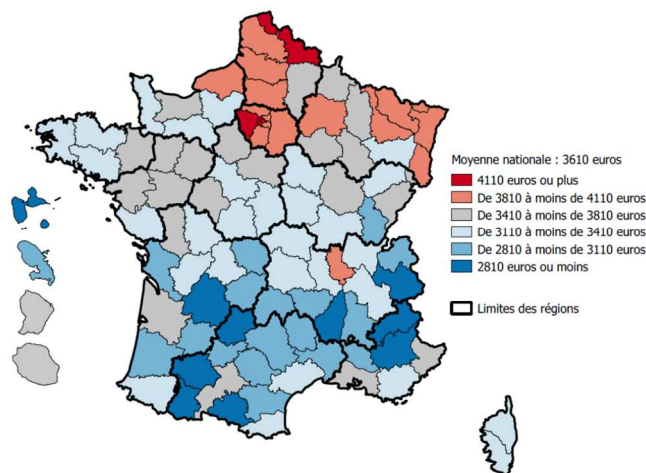 Moyenne nationale : 3610 euros
4110 euros ou plus
De 3810 à moins de 4110 euros
De 3410 à moins de 3810 euros
De 3110 à moins de 3410 euros
De 2810 à moins de 3110 euros
2810 euros ou moins
Limites des régions